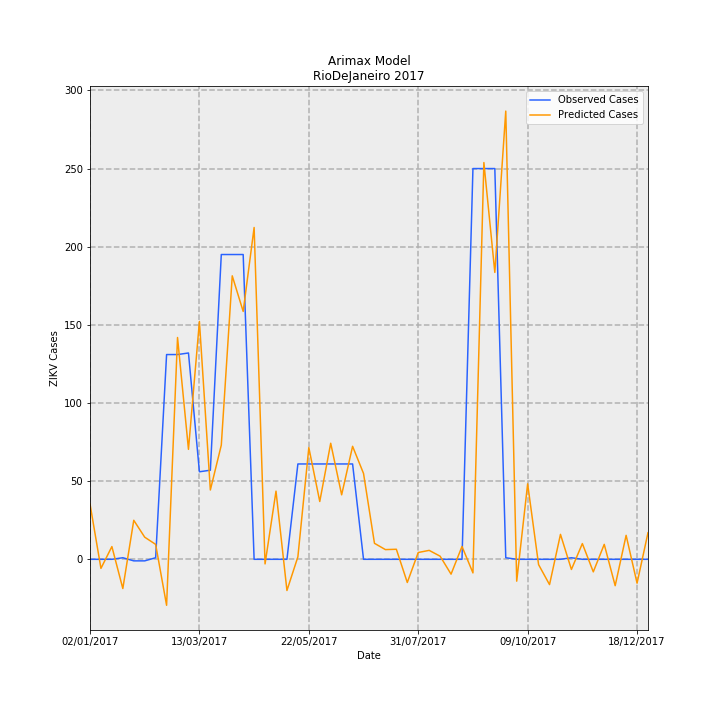 Arimax Model
RioDeJaneiro 2017
Observed Cases
Predicted Cases
300
250
200
150
100
50
0
ZIKV Cases
02/01/2017
13/03/2017
22/05/2017
31/07/2017
09/10/2017
18/12/2017
Date